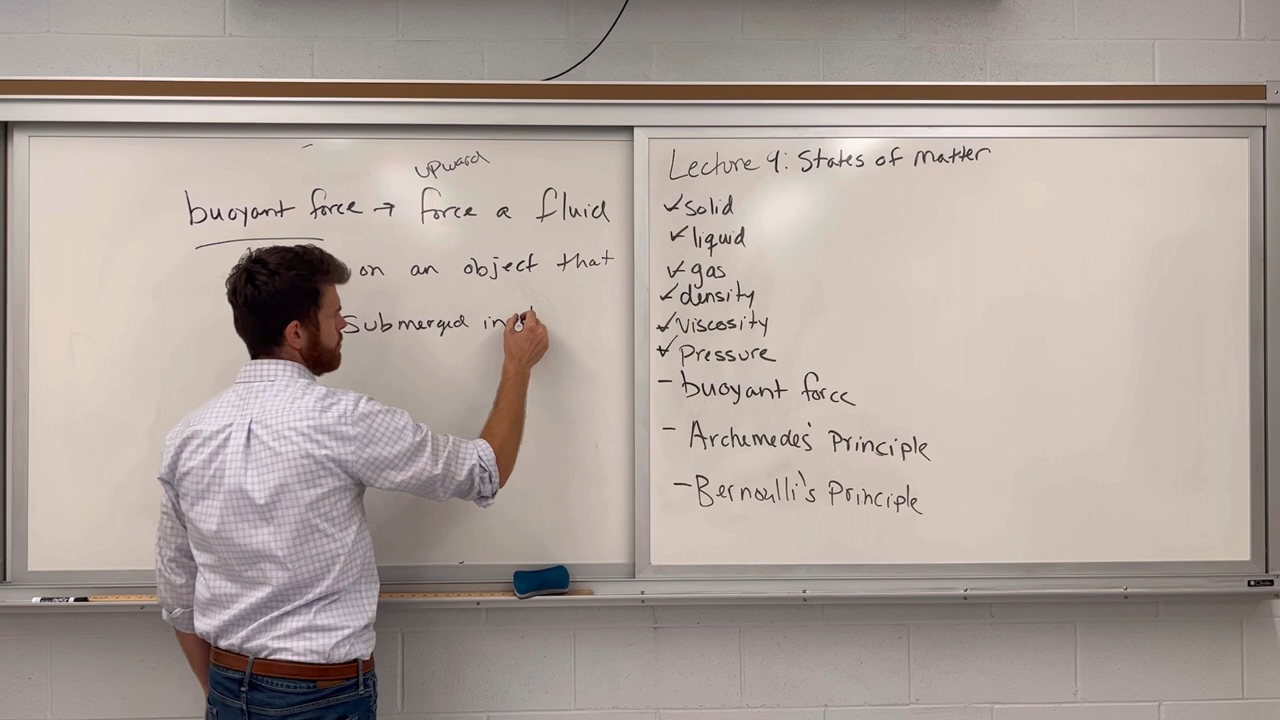 upward
buoyant force → force a fluid
on an object that
submerged in
Lecture 9: States of matter
✓solid
✓liquid
✓gas
✓density
✓Viscosity
✓Pressure
- buoyant force
- Archemedes' Principle
- Bernoulli's Principle